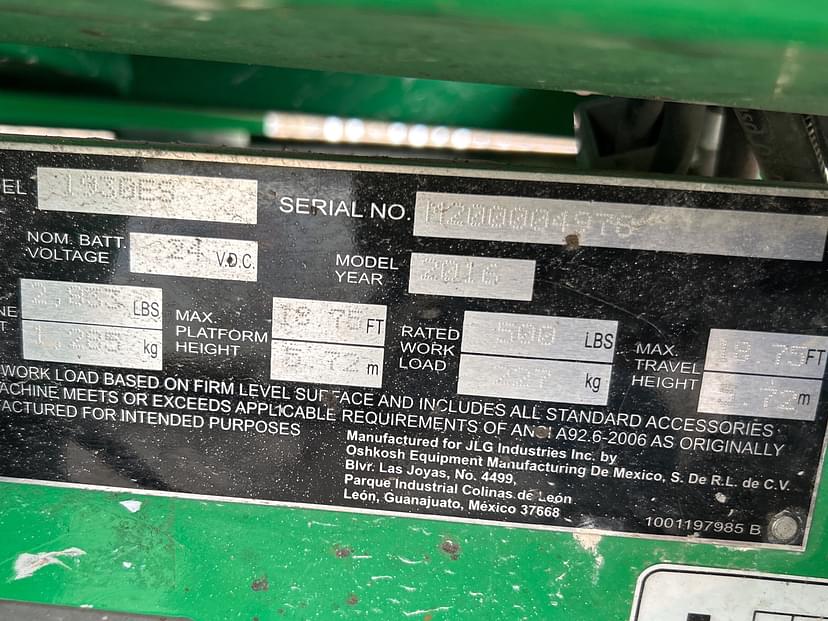 EL 1930ES
SERIAL NO. M200004976
NOM. BATT. VOLTAGE 24 V.D.C.
MODEL YEAR 2016
LBS
kg
MAX. PLATFORM HEIGHT 18 75 FT
5.72 m
RATED WORK LOAD 500 LBS
227 kg
MAX. TRAVEL HEIGHT 18 75 FT
5 72 m
WORK LOAD BASED ON FIRM LEVEL SURFACE AND INCLUDES ALL STANDARD ACCESSORIES
ACHINE MEETS OR EXCEEDS APPLICABLE REQUIREMENTS OF ANSI A92.6-2006 AS ORIGINALLY
FACTURED FOR INTENDED PURPOSES
Manufactured for JLG Industries Inc. by
Oshkosh Equipment Manufacturing De Mexico, S. De R.L. de C.V.
Blvr. Las Joyas, No. 4499,
Parque Industrial Colinas de León
León, Guanajuato, México 37668
1001197985 B